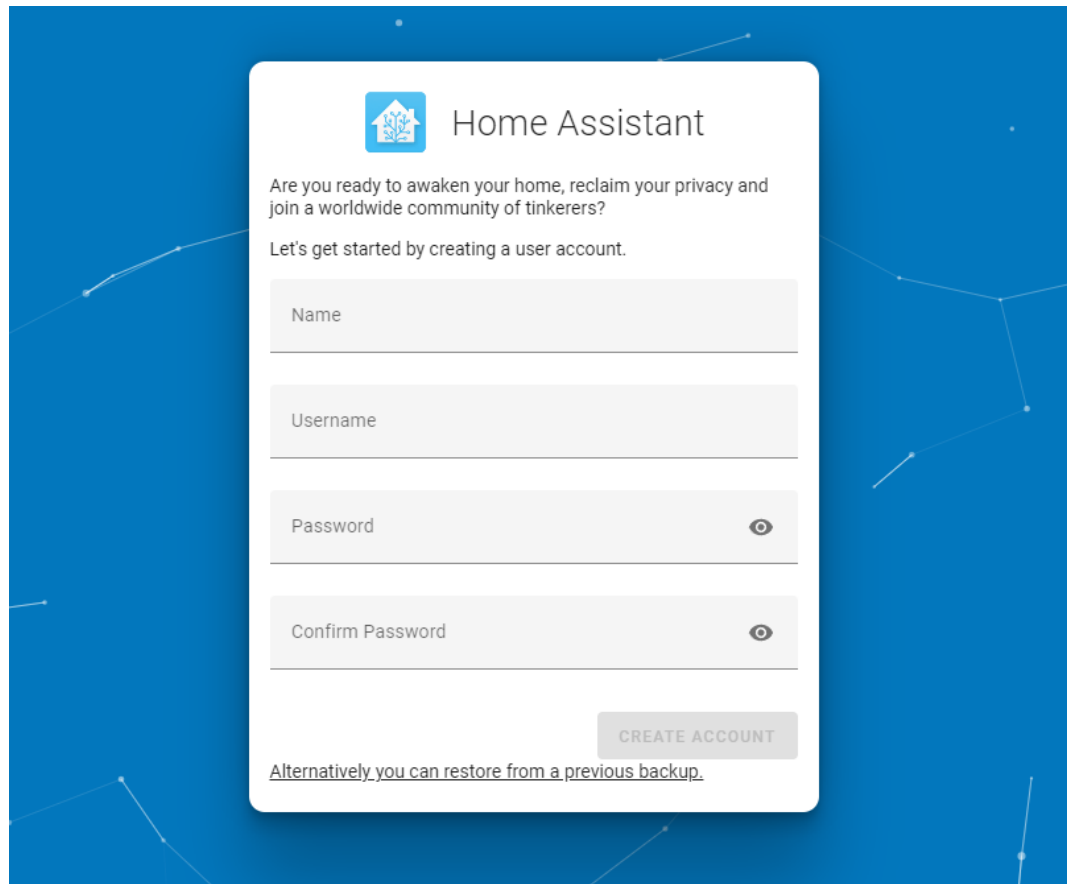 Home Assistant
Are you ready to awaken your home, reclaim your privacy and
join a worldwide community of tinkerers?
Let's get started by creating a user account.
Name
Username
Password
Confirm Password
CREATE ACCOUNT
Alternatively you can restore from a previous backup.